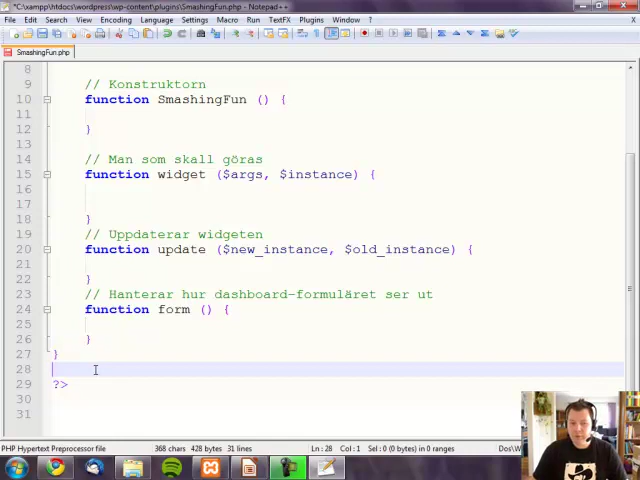 *C:\xampp\htdocs\wordpress\wp-content\plugins\SmashingFun.php - Notepad++
File Edit Search View Encoding Language Settings Macro Run TextFX Plugins Window ?
SmashingFun.php
8
9 // Konstruktorn
10 function SmashingFun () {
11
12 }
13
14 // Man som skall göras
15 function widget ($args, $instance) {
16
17
18 }
19 // Uppdaterar widgeten
20 function update ($new_instance, $old_instance) {
21
22 }
23 // Hanterar hur dashboard-formuläret ser ut
24 function form () {
25
26 }
27 }
28
29 ?>
30
31
PHP Hypertext Preprocessor file 368 chars 428 bytes 31 lines Ln : 28 Col : 1 Sel : 0 (0 bytes) in 0 ranges